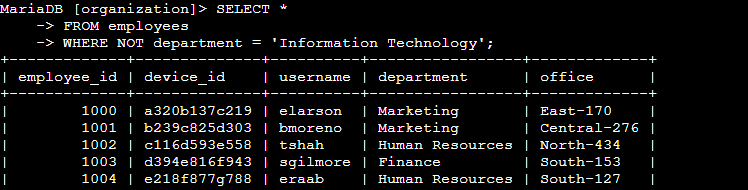 MariaDB [organization]> SELECT *
    -> FROM employees
    -> WHERE NOT department = 'Information Technology';
+-------------+--------------+----------+-----------------+-------------+
| employee_id | device_id    | username | department      | office      |
+-------------+--------------+----------+-----------------+-------------+
|        1000 | a320b137c219 | elarson  | Marketing       | East-170    |
|        1001 | b239c825d303 | bmoreno  | Marketing       | Central-276 |
|        1002 | c116d593e558 | tshah    | Human Resources | North-434   |
|        1003 | d394e816f943 | sgilmore | Finance         | South-153   |
|        1004 | e218f877g788 | eraab    | Human Resources | South-127   |